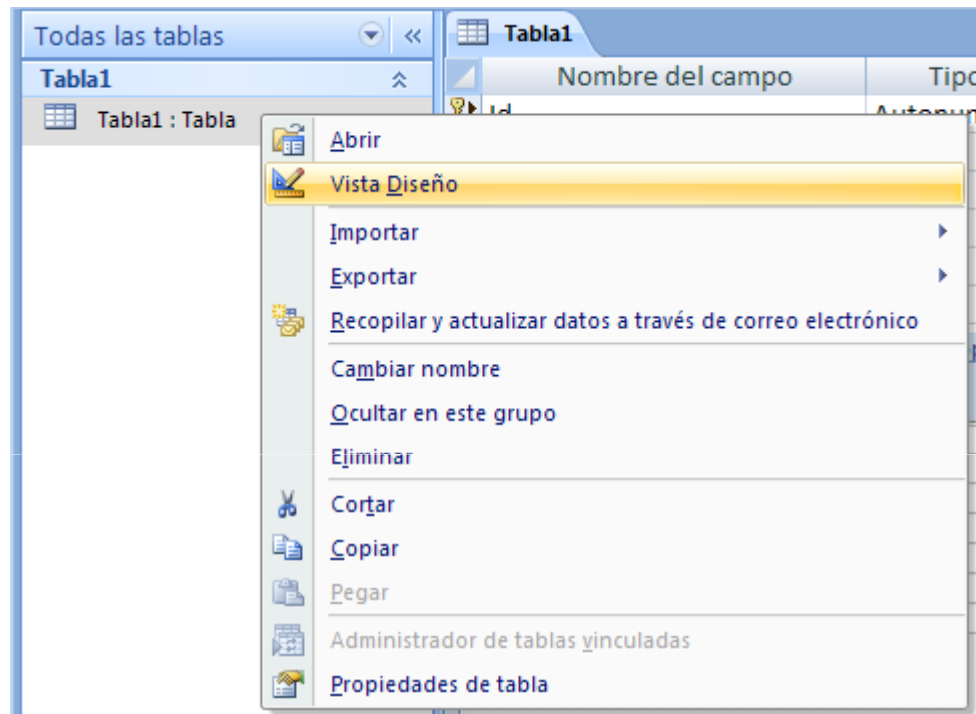 Todas las tablas
Tabla1
Tabla1
Nombre del campo
Tabla1 : Tabla
Abrir
Vista Diseño
Importar
Exportar
Recopilar y actualizar datos a través de correo electrónico
Cambiar nombre
Ocultar en este grupo
Eliminar
Cortar
Copiar
Pegar
Administrador de tablas vinculadas
Propiedades de tabla